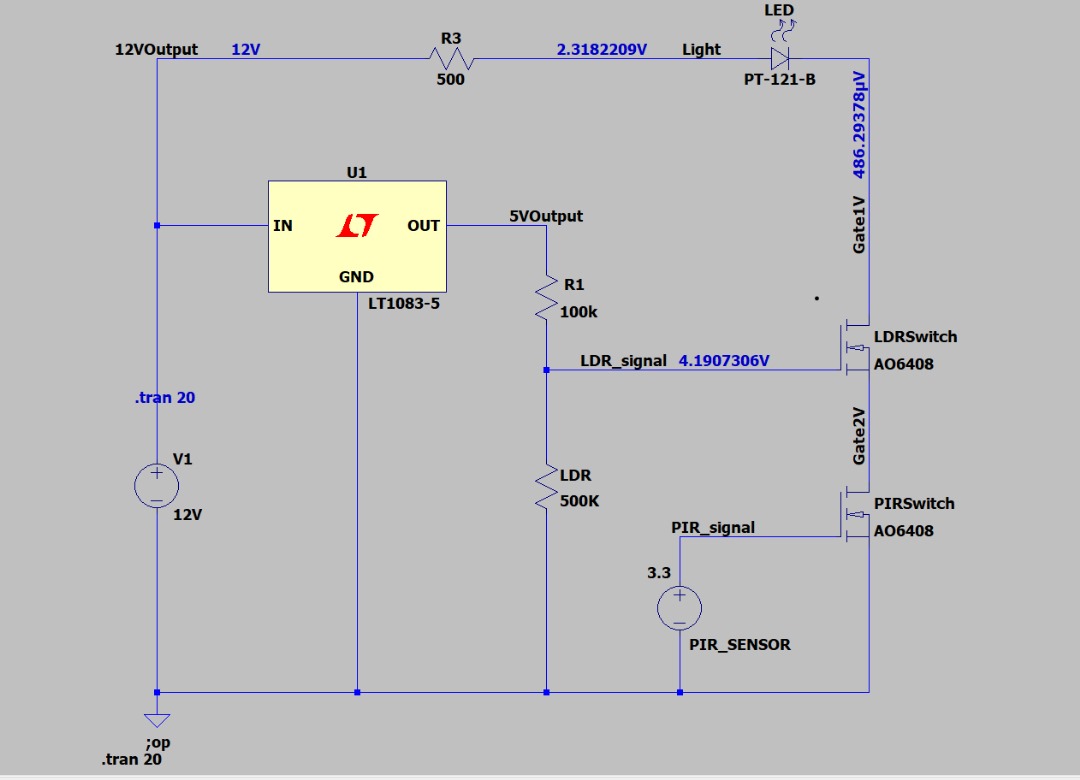 LED
12VOutput 12V R3 2.3182209V Light
500 PT-121-B
486.29378µV
U1
Gate1V
5VOutput
IN OUT
GND
LT1083-5
R1
100k
LDRSwitch
LDR_signal 4.1907306V
AO6408
.tran 20
Gate2V
V1
12V
LDR
500K
PIRSwitch
PIR_signal
AO6408
3.3
PIR_SENSOR
;op
.tran 20